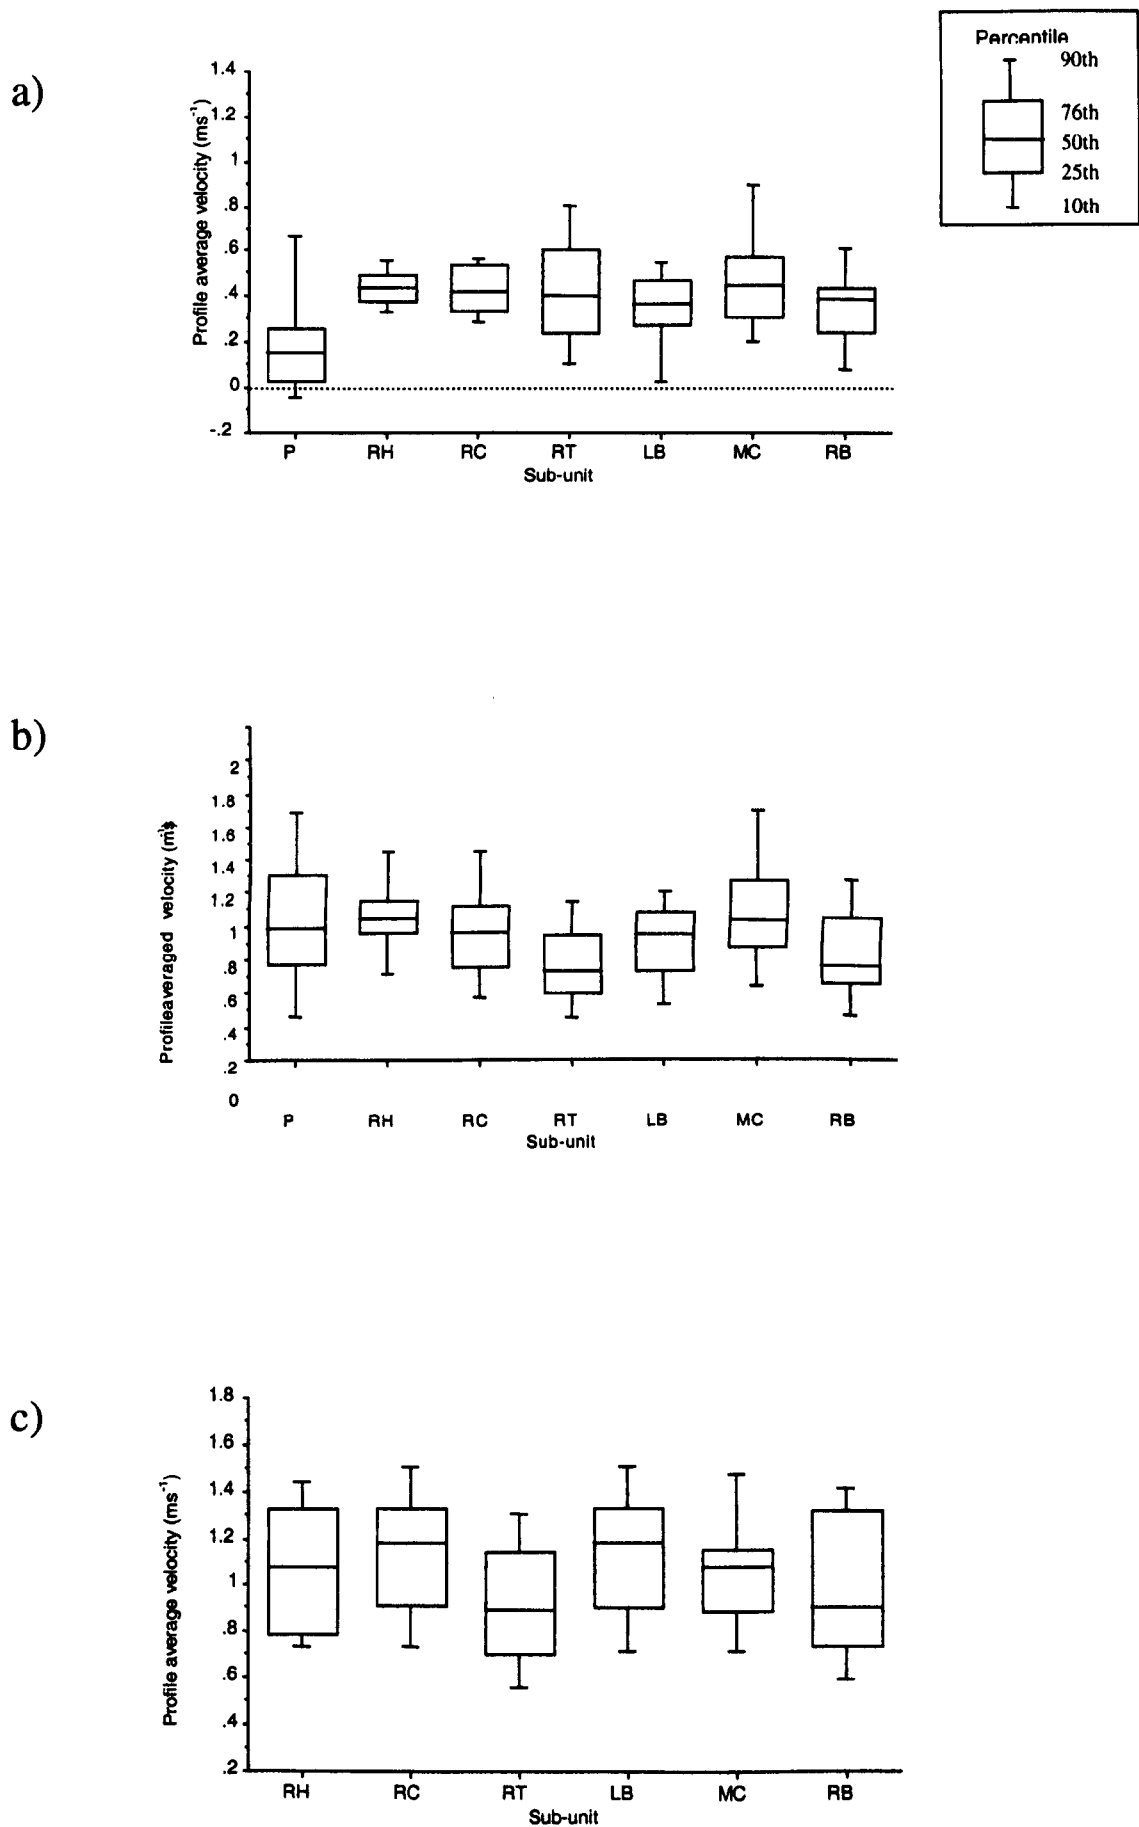 Percentile
90th
76th
50th
25th
10th
a)
Profile average velocity (ms⁻¹)
1.4
1.2
1
.8
.6
.4
.2
0
-.2
P RH RC RT LB MC RB
Sub-unit
b)
Profileaveraged velocity
2
1.8
1.6
1.4
1.2
1
.8
.6
.4
.2
0
P RH RC RT LB MC RB
Sub-unit
c)
Profile average velocity (ms⁻¹)
1.8
1.6
1.4
1.2
1
.8
.6
.4
.2
RH RC RT LB MC RB
Sub-unit